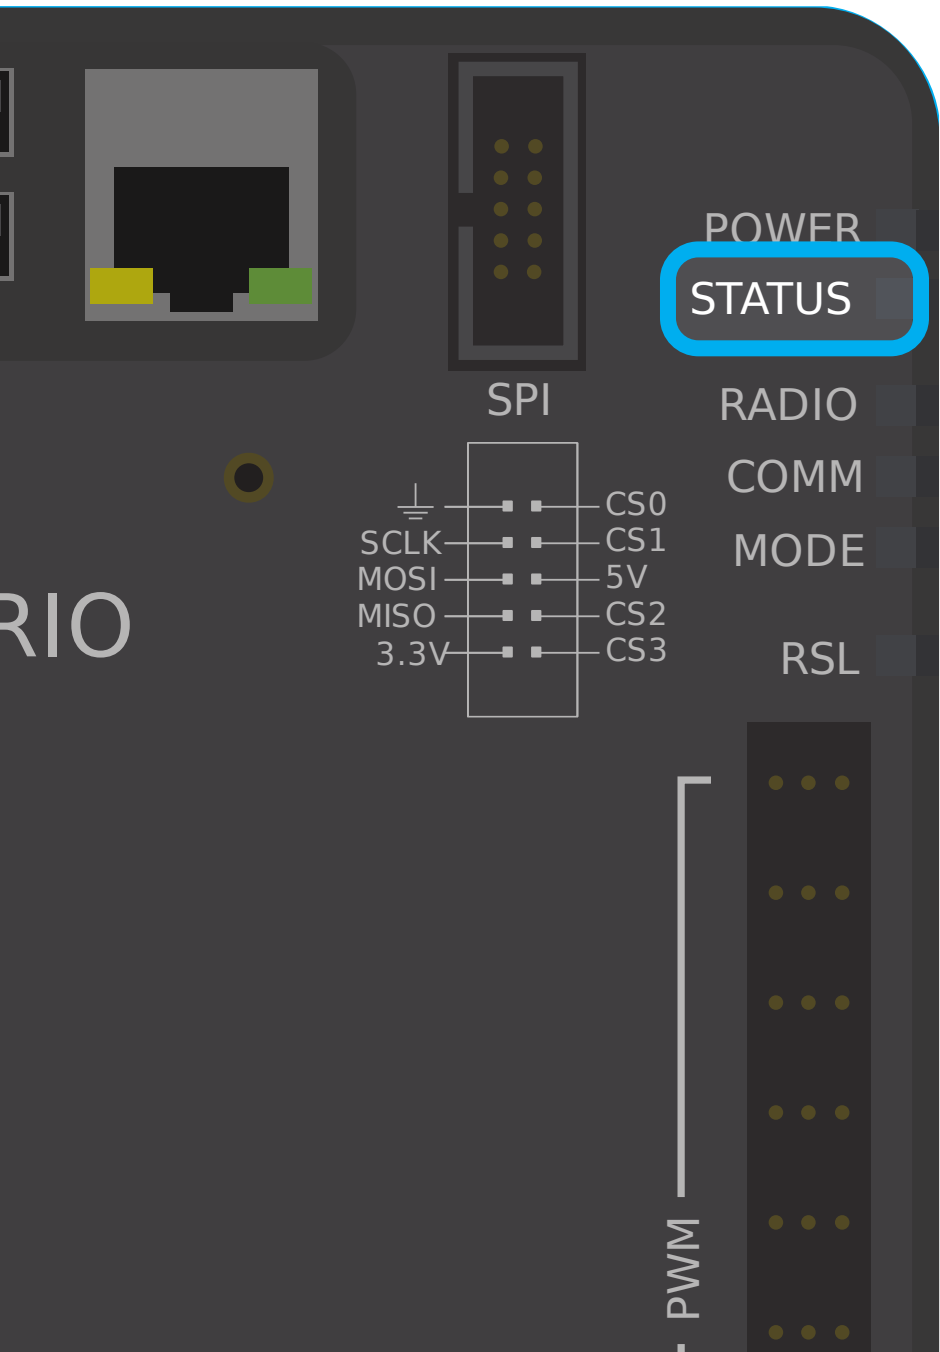 POWER
STATUS
SPI
RADIO
COMM
MODE
RSL
CS0
SCLK
CS1
MOSI
5V
MISO
CS2
3.3V
CS3
RIO
PWM